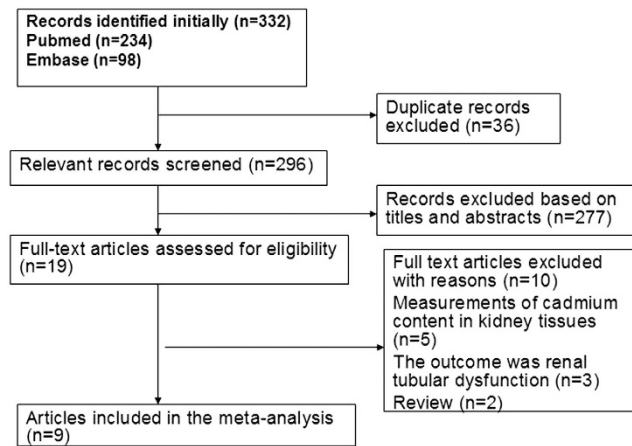 Records identified initially (n=332)
Pubmed (n=234)
Embase (n=98)
Duplicate records
excluded (n=36)
Relevant records screened (n=296)
Records excluded based on
titles and abstracts (n=277)
Full-text articles assessed for eligibility
(n=19)
Full text articles excluded
with reasons (n=10)
Measurements of cadmium
content in kidney tissues
(n=5)
The outcome was renal
tubular dysfunction (n=3)
Review (n=2)
Articles included in the meta-analysis
(n=9)